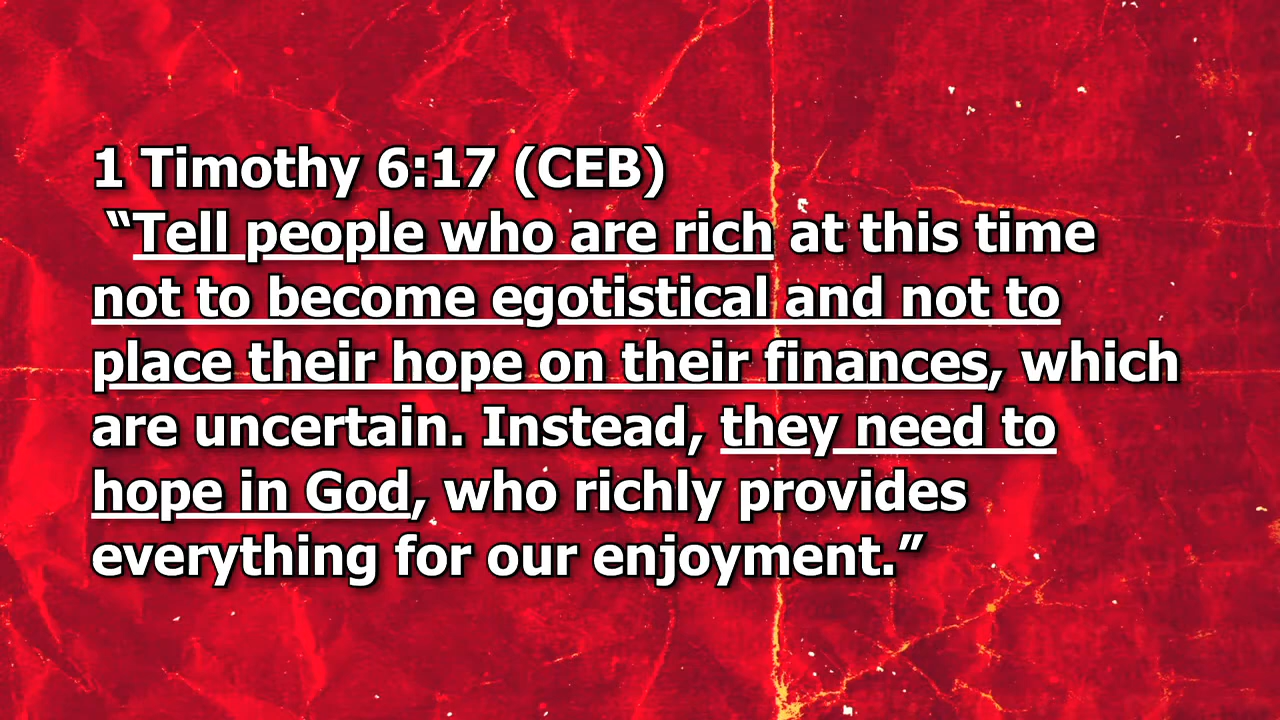 1 Timothy 6:17 (CEB)
“Tell people who are rich at this time
not to become egotistical and not to
place their hope on their finances, which
are uncertain. Instead, they need to
hope in God, who richly provides
everything for our enjoyment.”